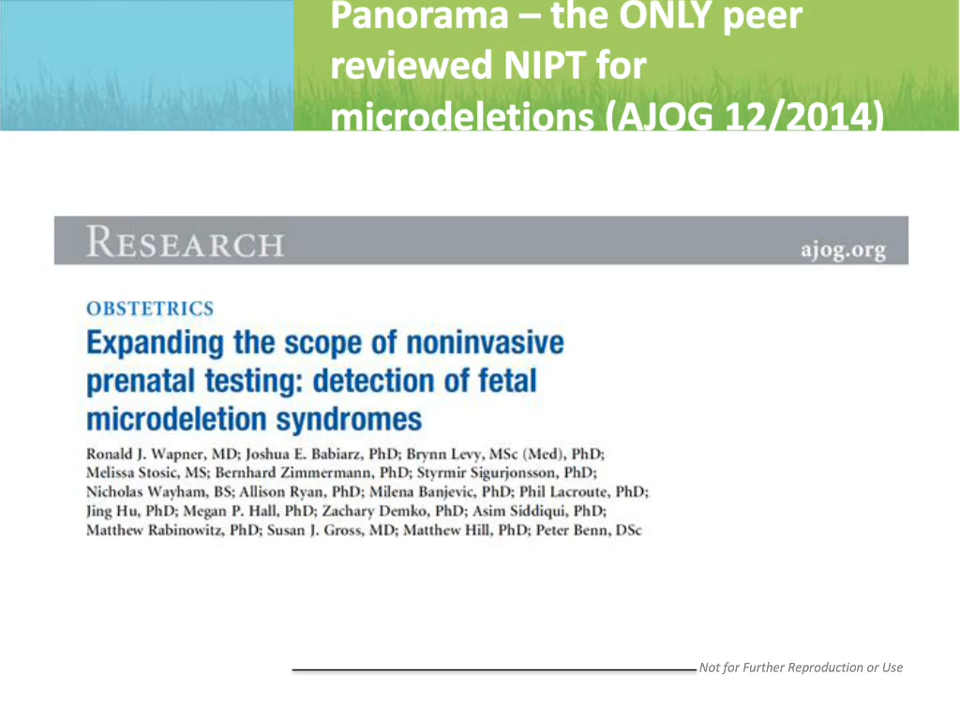 Panorama – the ONLY peer
reviewed NIPT for
microdeletions (AJOG 12/2014)
RESEARCH
ajog.org
OBSTETRICS
Expanding the scope of noninvasive
prenatal testing: detection of fetal
microdeletion syndromes
Ronald J. Wapner, MD; Joshua E. Babiarz, PhD; Brynn Levy, MSc (Med), PhD;
Melissa Stosic, MS; Bernhard Zimmermann, PhD; Styrmir Sigurjonsson, PhD;
Nicholas Wayham, BS; Allison Ryan, PhD; Milena Banjevic, PhD; Phil Lacroute, PhD;
Jing Hu, PhD; Megan P. Hall, PhD; Zachary Demko, PhD; Asim Siddiqui, PhD;
Matthew Rabinowitz, PhD; Susan J. Gross, MD; Matthew Hill, PhD; Peter Benn, DSc
Not for Further Reproduction or Use